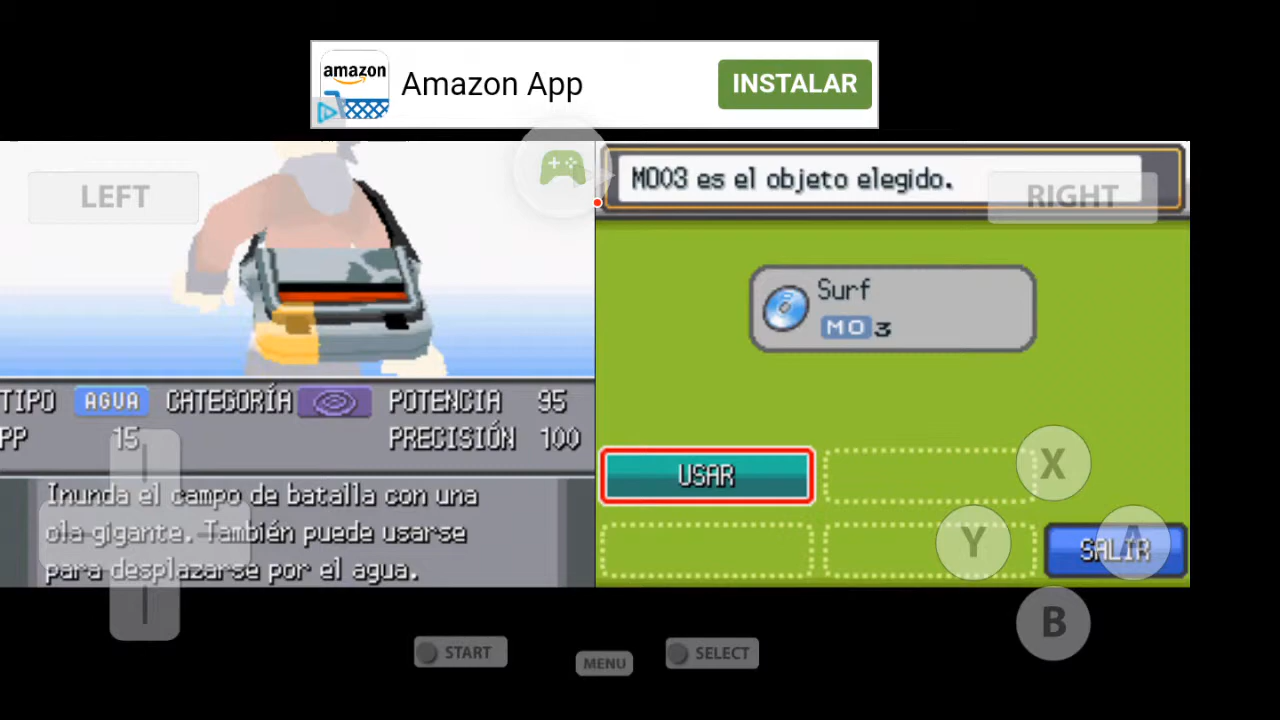 amazon
Amazon App
INSTALAR
LEFT
MO03 es el objeto elegido.
RIGHT
Surf
MO 3
TIPO AGUA CATEGORÍA POTENCIA 95
PP 15 PRECISIÓN 100
USAR
X
Inunda el campo de batalla con una
ola gigante. También puede usarse
para desplazarse por el agua.
Y
A
SALIR
B
START
MENU
SELECT